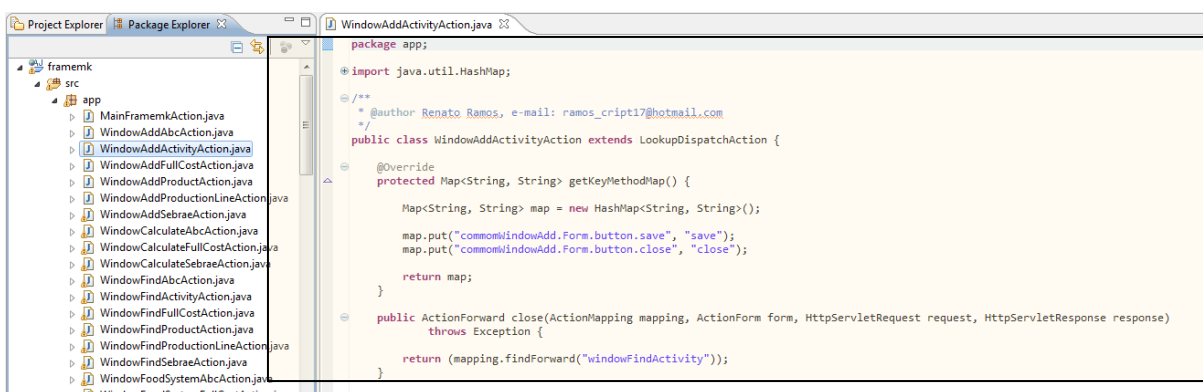 Project Explorer Package Explorer
framemk
src
app
MainFramemkAction.java
WindowAddAbcAction.java
WindowAddActivityAction.java
WindowAddFullCostAction.java
WindowAddProductAction.java
WindowAddProductionLineAction.java
WindowAddSebraeAction.java
WindowCalculateAbcAction.java
WindowCalculateFullCostAction.java
WindowCalculateSebraeAction.java
WindowFindAbcAction.java
WindowFindActivityAction.java
WindowFindFullCostAction.java
WindowFindProductAction.java
WindowFindProductionLineAction.java
WindowFindSebraeAction.java
WindowFoodSystemAbcAction.java
WindowAddActivityAction.java
package app;
import java.util.HashMap;
/**
* @author Renato Ramos, e-mail: ramos_cript17@hotmail.com
*/
public class WindowAddActivityAction extends LookupDispatchAction {
@Override
protected Map<String, String> getKeyMethodMap() {
Map<String, String> map = new HashMap<String, String>();
map.put("commomWindowAdd.Form.button.save", "save");
map.put("commomWindowAdd.Form.button.close", "close");
return map;
}
public ActionForward close(ActionMapping mapping, ActionForm form, HttpServletRequest request, HttpServletResponse response)
throws Exception {
return (mapping.findForward("windowFindActivity"));
}